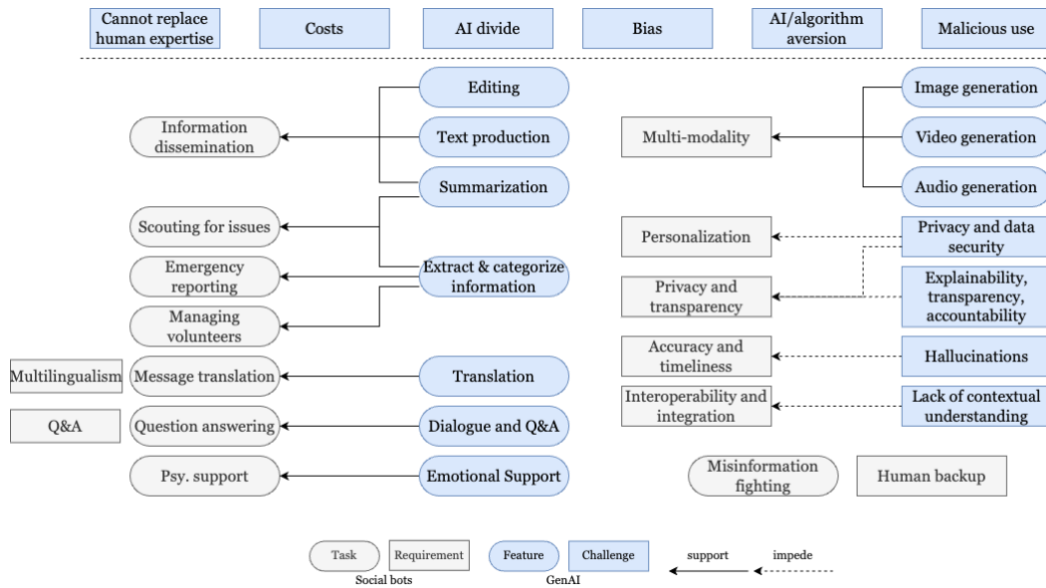 Cannot replace
human expertise
Costs
AI divide
Bias
AI/algorithm
aversion
Malicious use
Editing
Text production
Summarization
Information
dissemination
Scouting for issues
Emergency
reporting
Managing
volunteers
Extract & categorize
information
Multilingualism
Message translation
Translation
Q&A
Question answering
Dialogue and Q&A
Psy. support
Emotional Support
Image generation
Multi-modality
Video generation
Audio generation
Personalization
Privacy and data
security
Privacy and
transparency
Explainability,
transparency,
accountability
Accuracy and
timeliness
Hallucinations
Interoperability and
integration
Lack of contextual
understanding
Misinformation
fighting
Human backup
Task
Requirement
Social bots
Feature
Challenge
GenAI
support
impede